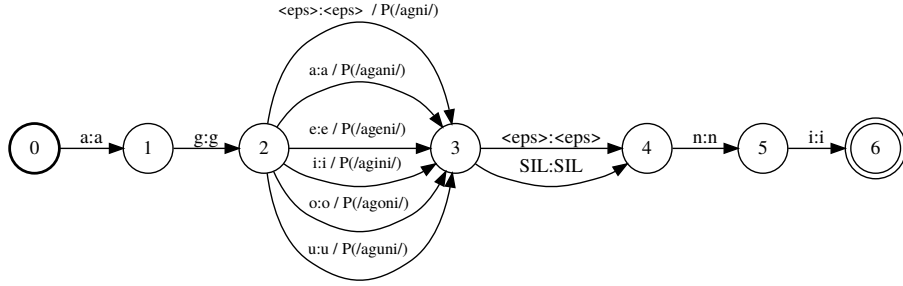 <eps>:<eps> / P(/agni/)
a:a / P(/agani/)
e:e / P(/ageni/)
i:i / P(/agini/)
o:o / P(/agoni/)
u:u / P(/aguni/)
0
a:a
1
g:g
2
3
<eps>:<eps>
SIL:SIL
4
n:n
5
i:i
6